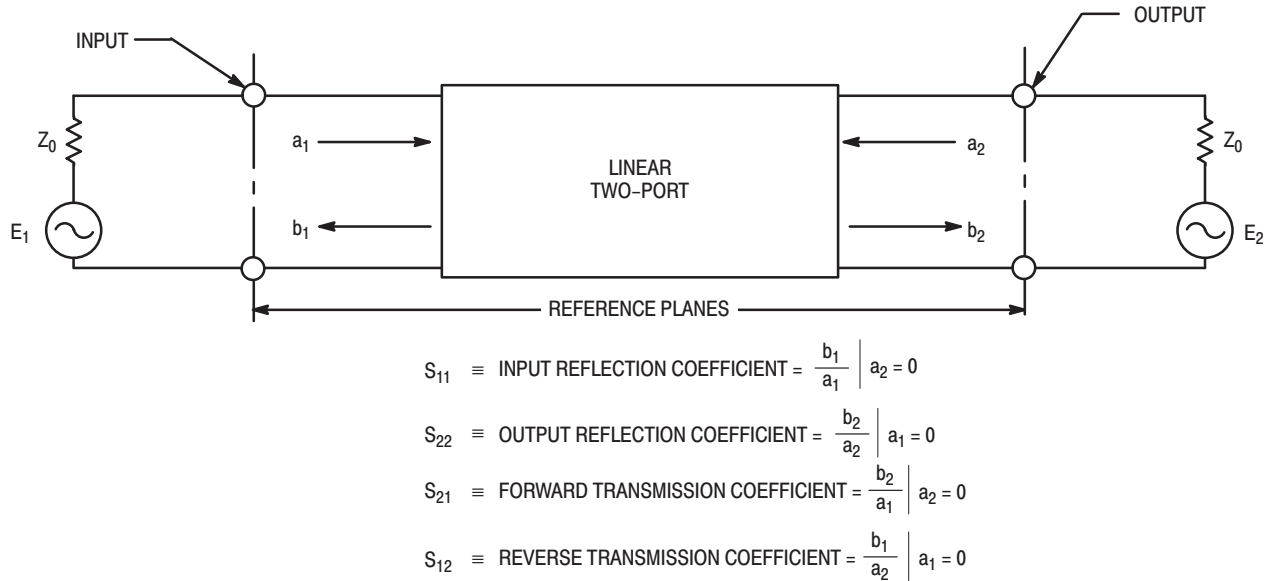 INPUT
OUTPUT
Z0
E1
a1
b1
LINEAR
TWO–PORT
a2
b2
Z0
E2
REFERENCE PLANES
S11 ≡ INPUT REFLECTION COEFFICIENT = b1/a1 | a2 = 0
S22 ≡ OUTPUT REFLECTION COEFFICIENT = b2/a2 | a1 = 0
S21 ≡ FORWARD TRANSMISSION COEFFICIENT = b2/a1 | a2 = 0
S12 ≡ REVERSE TRANSMISSION COEFFICIENT = b1/a2 | a1 = 0